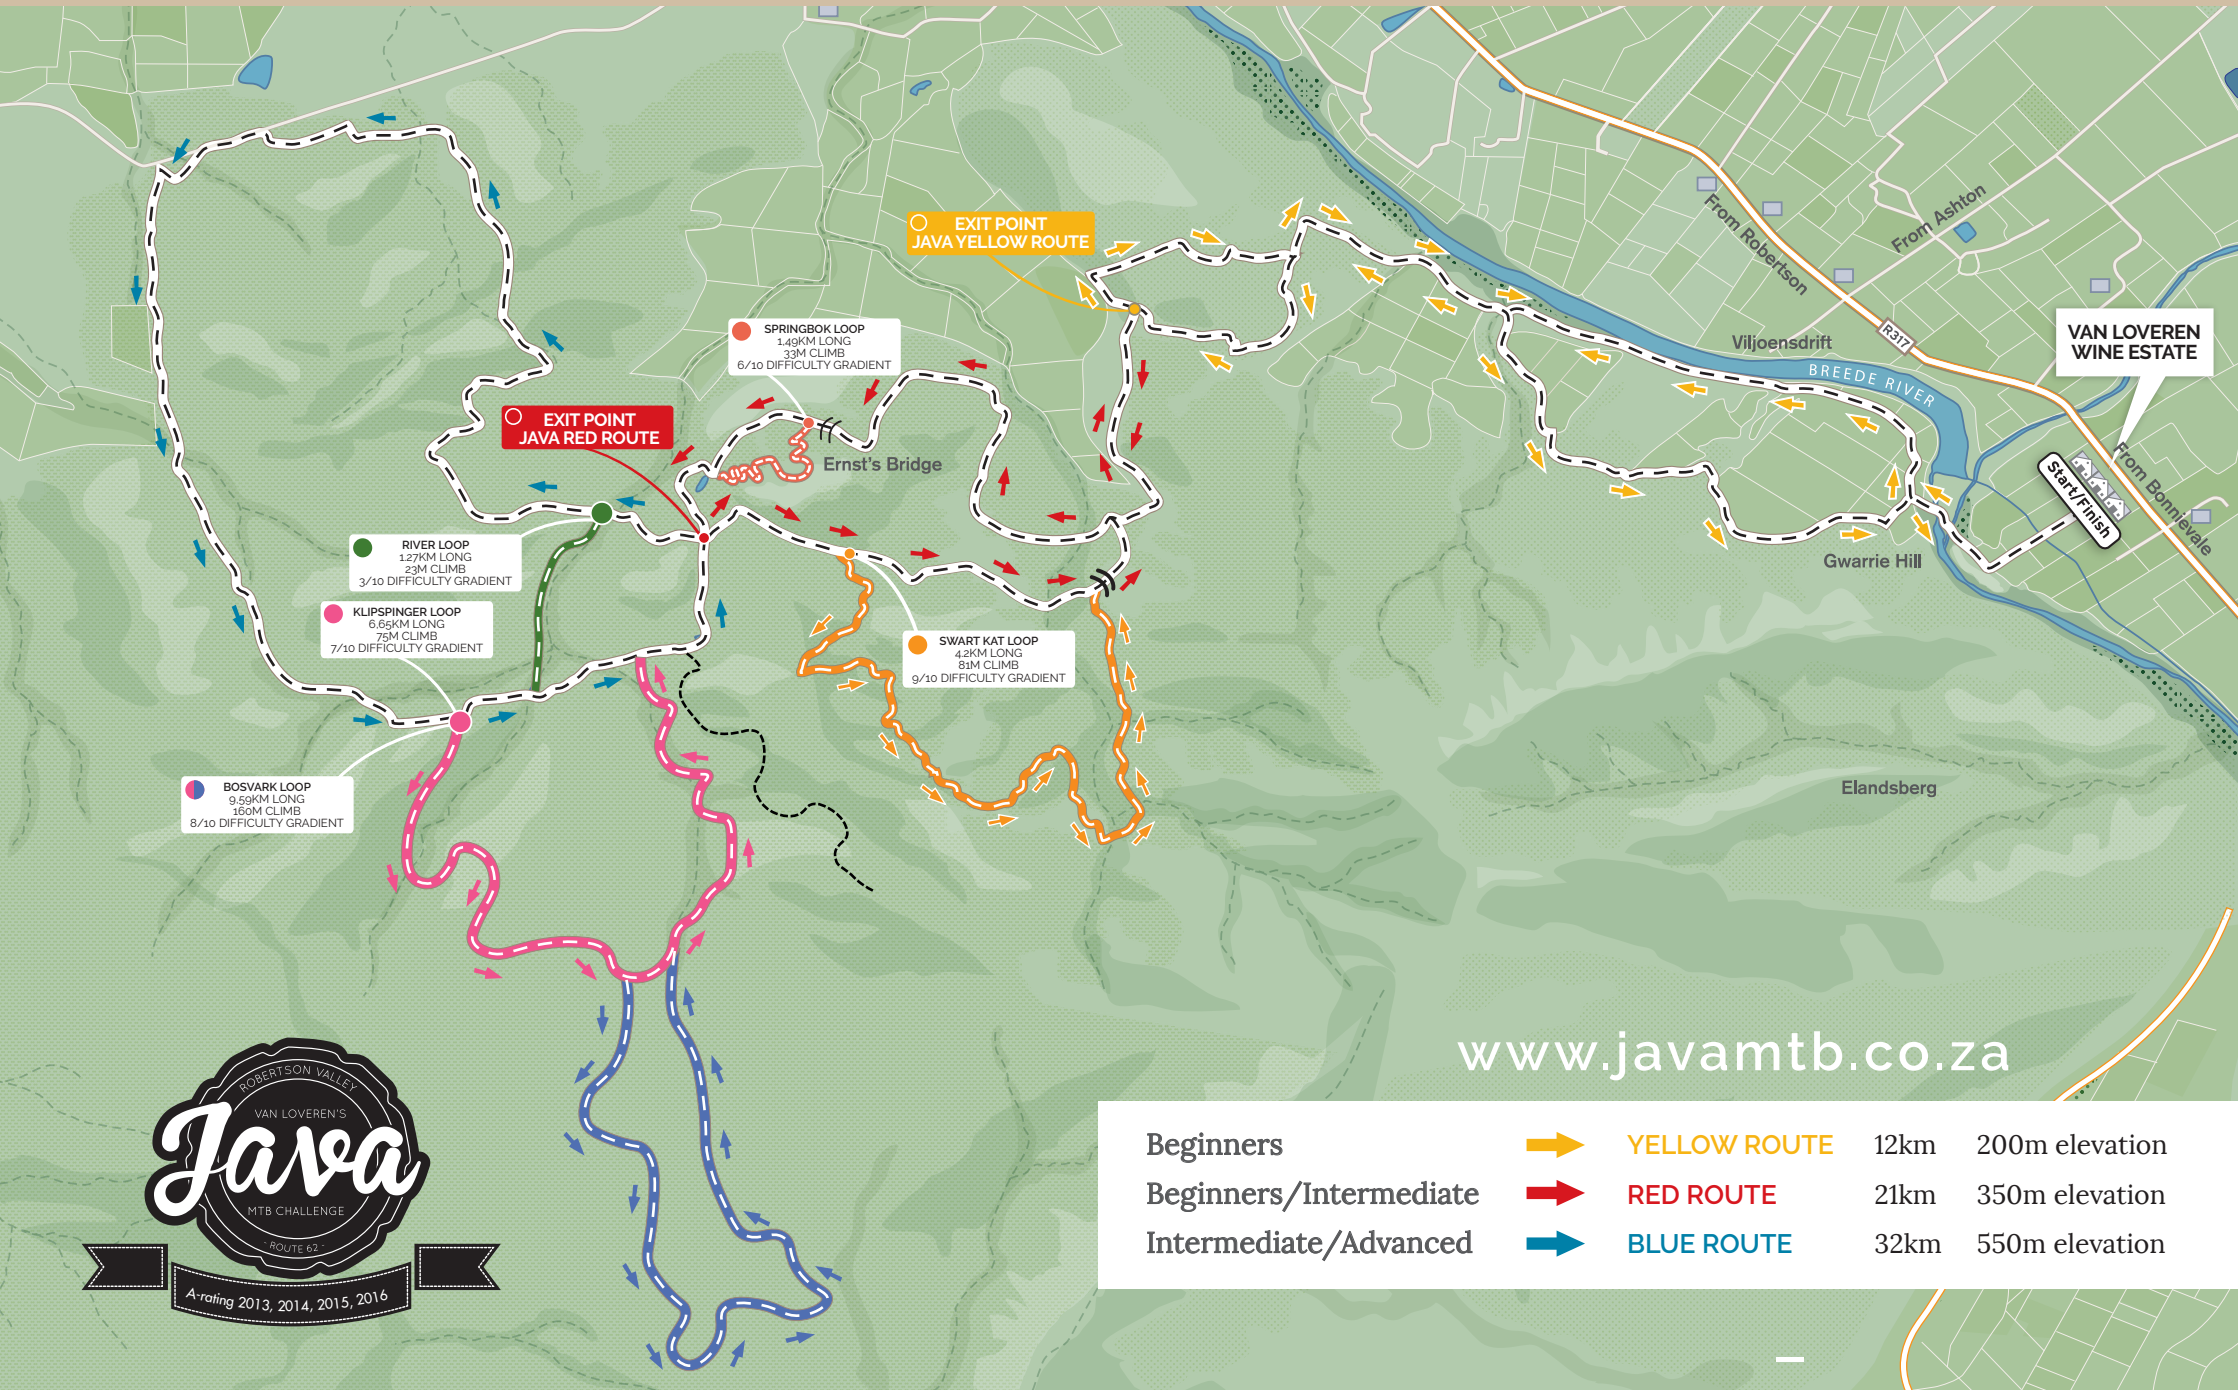 EXIT POINT
JAVA YELLOW ROUTE
From Robertson
From Ashton
R317
Viljoensdrift
BREEDE RIVER
VAN LOVEREN
WINE ESTATE
SPRINGBOK LOOP
1,49KM LONG
33M CLIMB
6/10 DIFFICULTY GRADIENT
EXIT POINT
JAVA RED ROUTE
Ernst's Bridge
Start/Finish
From Bonnievale
RIVER LOOP
1.27KM LONG
23M CLIMB
3/10 DIFFICULTY GRADIENT
Gwarrie Hill
KLIPSPINGER LOOP
6,65KM LONG
75M CLIMB
7/10 DIFFICULTY GRADIENT
SWART KAT LOOP
4.2KM LONG
81M CLIMB
9/10 DIFFICULTY GRADIENT
BOSVARK LOOP
9.59KM LONG
160M CLIMB
8/10 DIFFICULTY GRADIENT
Elandsberg
www.javamtb.co.za
ROBERTSON VALLEY
VAN LOVEREN'S
Java
MTB CHALLENGE
- ROUTE 62 -
A-rating 2013, 2014, 2015, 2016
Beginners YELLOW ROUTE 12km 200m elevation
Beginners/Intermediate RED ROUTE 21km 350m elevation
Intermediate/Advanced BLUE ROUTE 32km 550m elevation